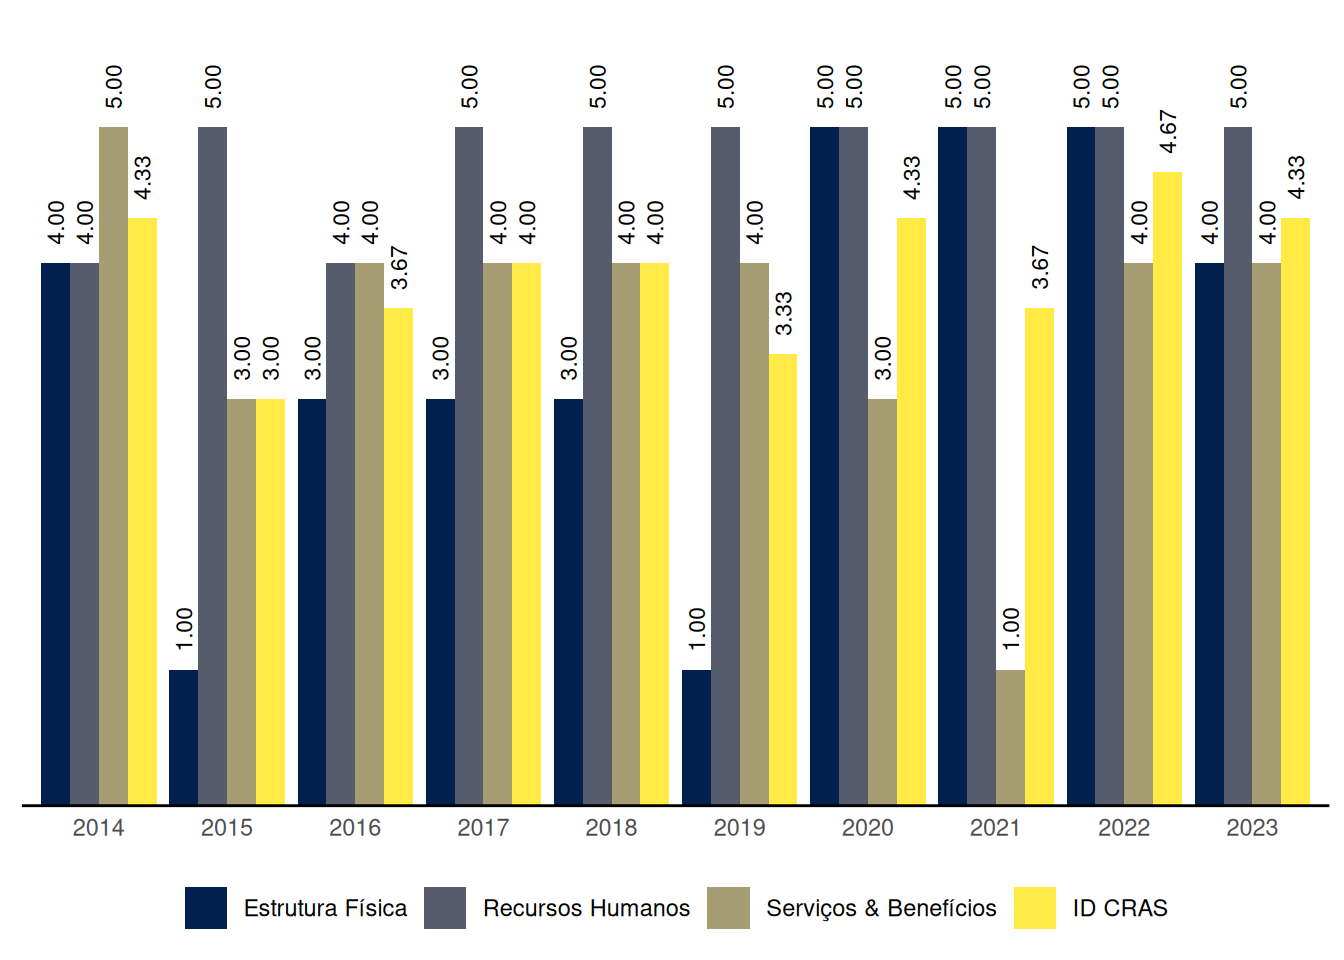 4.00 4.00 5.00 4.33
1.00 5.00 3.00 3.00
3.00 4.00 4.00 3.67
3.00 5.00 4.00 4.00
3.00 5.00 4.00 4.00
1.00 5.00 4.00 3.33
5.00 5.00 3.00 4.33
5.00 5.00 1.00 3.67
5.00 5.00 4.00 4.67
4.00 5.00 4.00 4.33
2014 2015 2016 2017 2018 2019 2020 2021 2022 2023
Estrutura Física Recursos Humanos Serviços & Benefícios ID CRAS